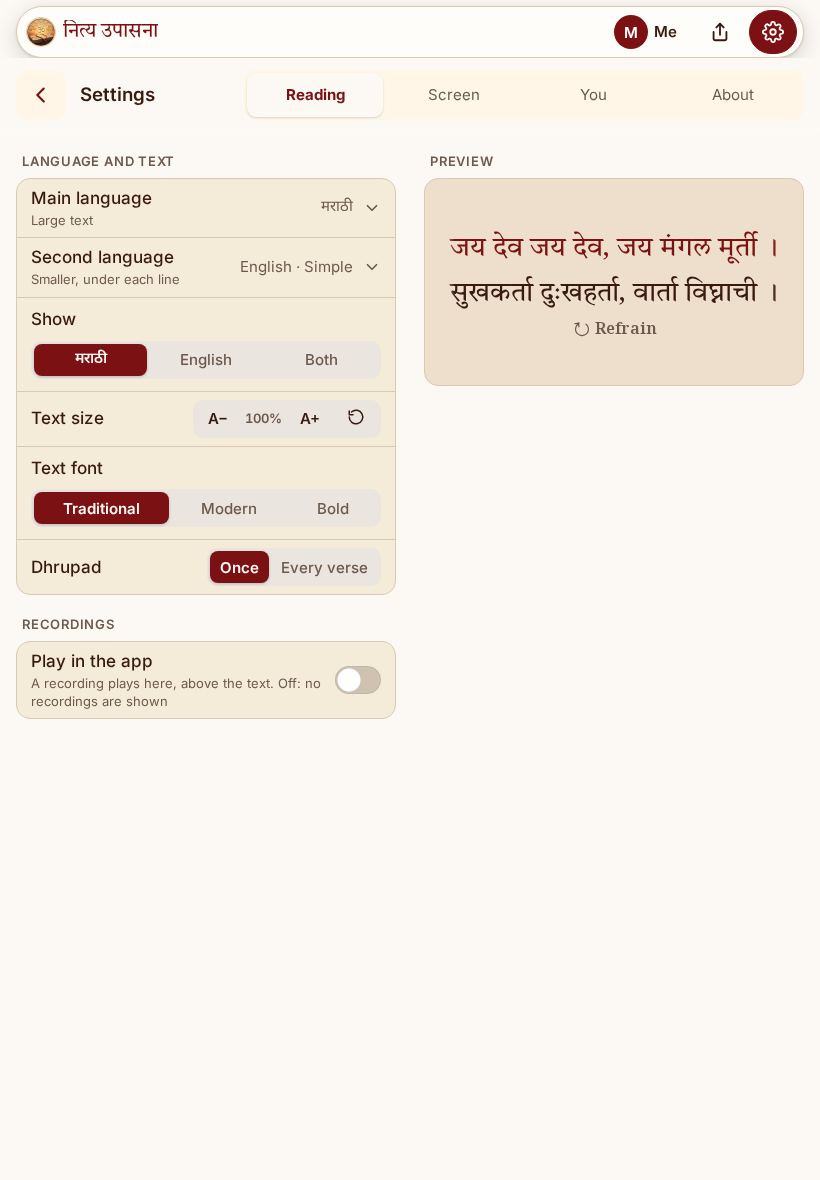 नित्य उपासना
M Me
Settings
Reading Screen You About
LANGUAGE AND TEXT
Main language
Large text
मराठी
Second language
Smaller, under each line
English · Simple
Show
मराठी English Both
Text size
A− 100% A+
Text font
Traditional Modern Bold
Dhrupad
Once Every verse
RECORDINGS
Play in the app
A recording plays here, above the text. Off: no
recordings are shown
PREVIEW
जय देव जय देव, जय मंगल मूर्ती ।
सुखकर्ता दुःखहर्ता, वार्ता विघ्नाची ।
Refrain